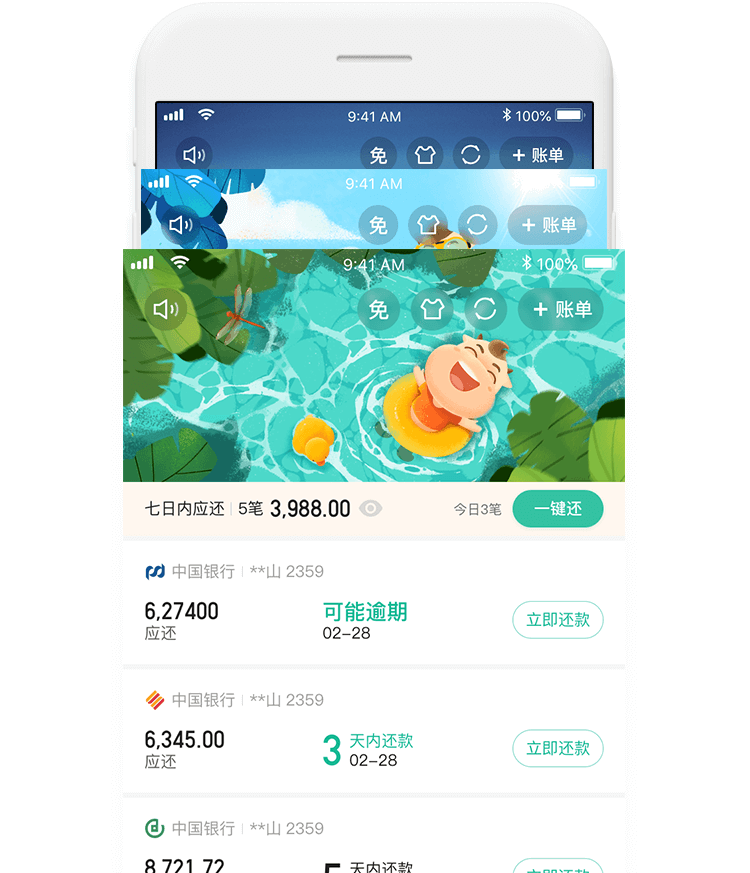 9:41 AM 100%
免 + 账单
9:41 AM
免 + 账单
9:41 AM 100%
免 + 账单
七日内应还 5笔 3,988.00 今日3笔 一键还
中国银行 **山 2359
6,27400 可能逾期 立即还款
应还 02-28
中国银行 **山 2359
6,345.00 3 天内还款 立即还款
应还 02-28
中国银行 **山 2359
8,721.72 天内还款 立即还款